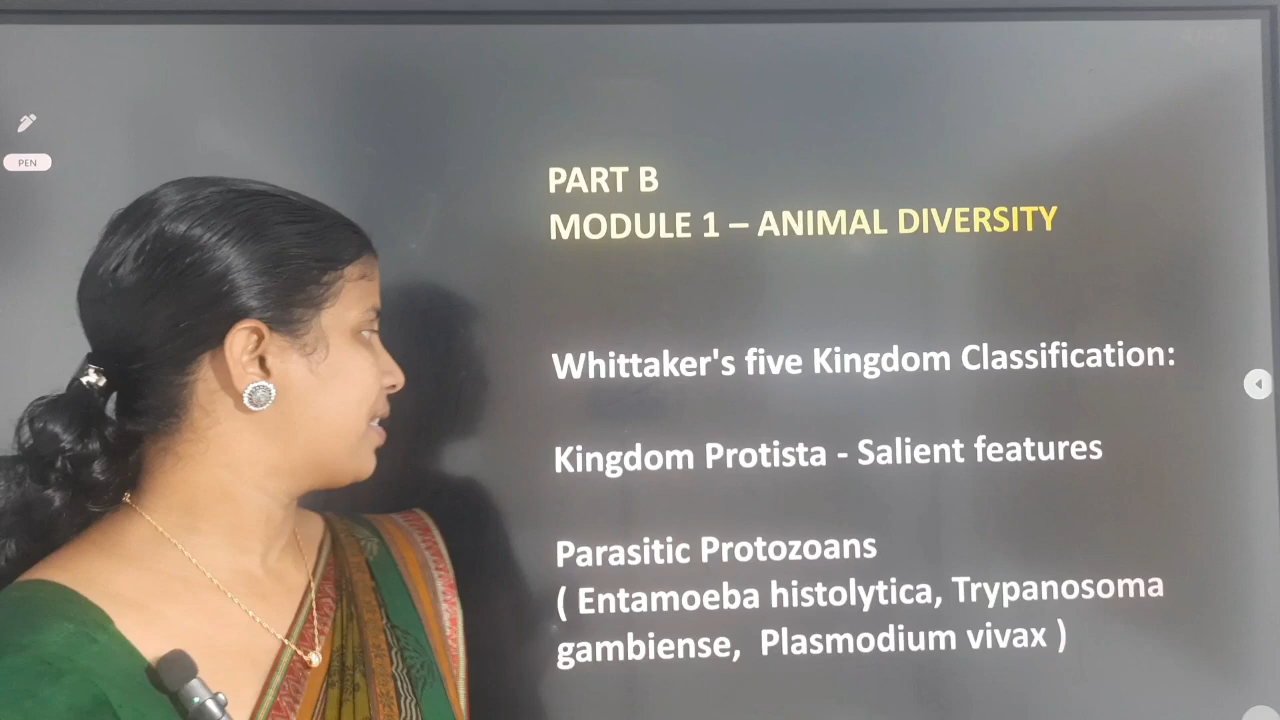 PEN
PART B
MODULE 1 – ANIMAL DIVERSITY
Whittaker's five Kingdom Classification:
Kingdom Protista - Salient features
Parasitic Protozoans
( Entamoeba histolytica, Trypanosoma
gambiense, Plasmodium vivax )